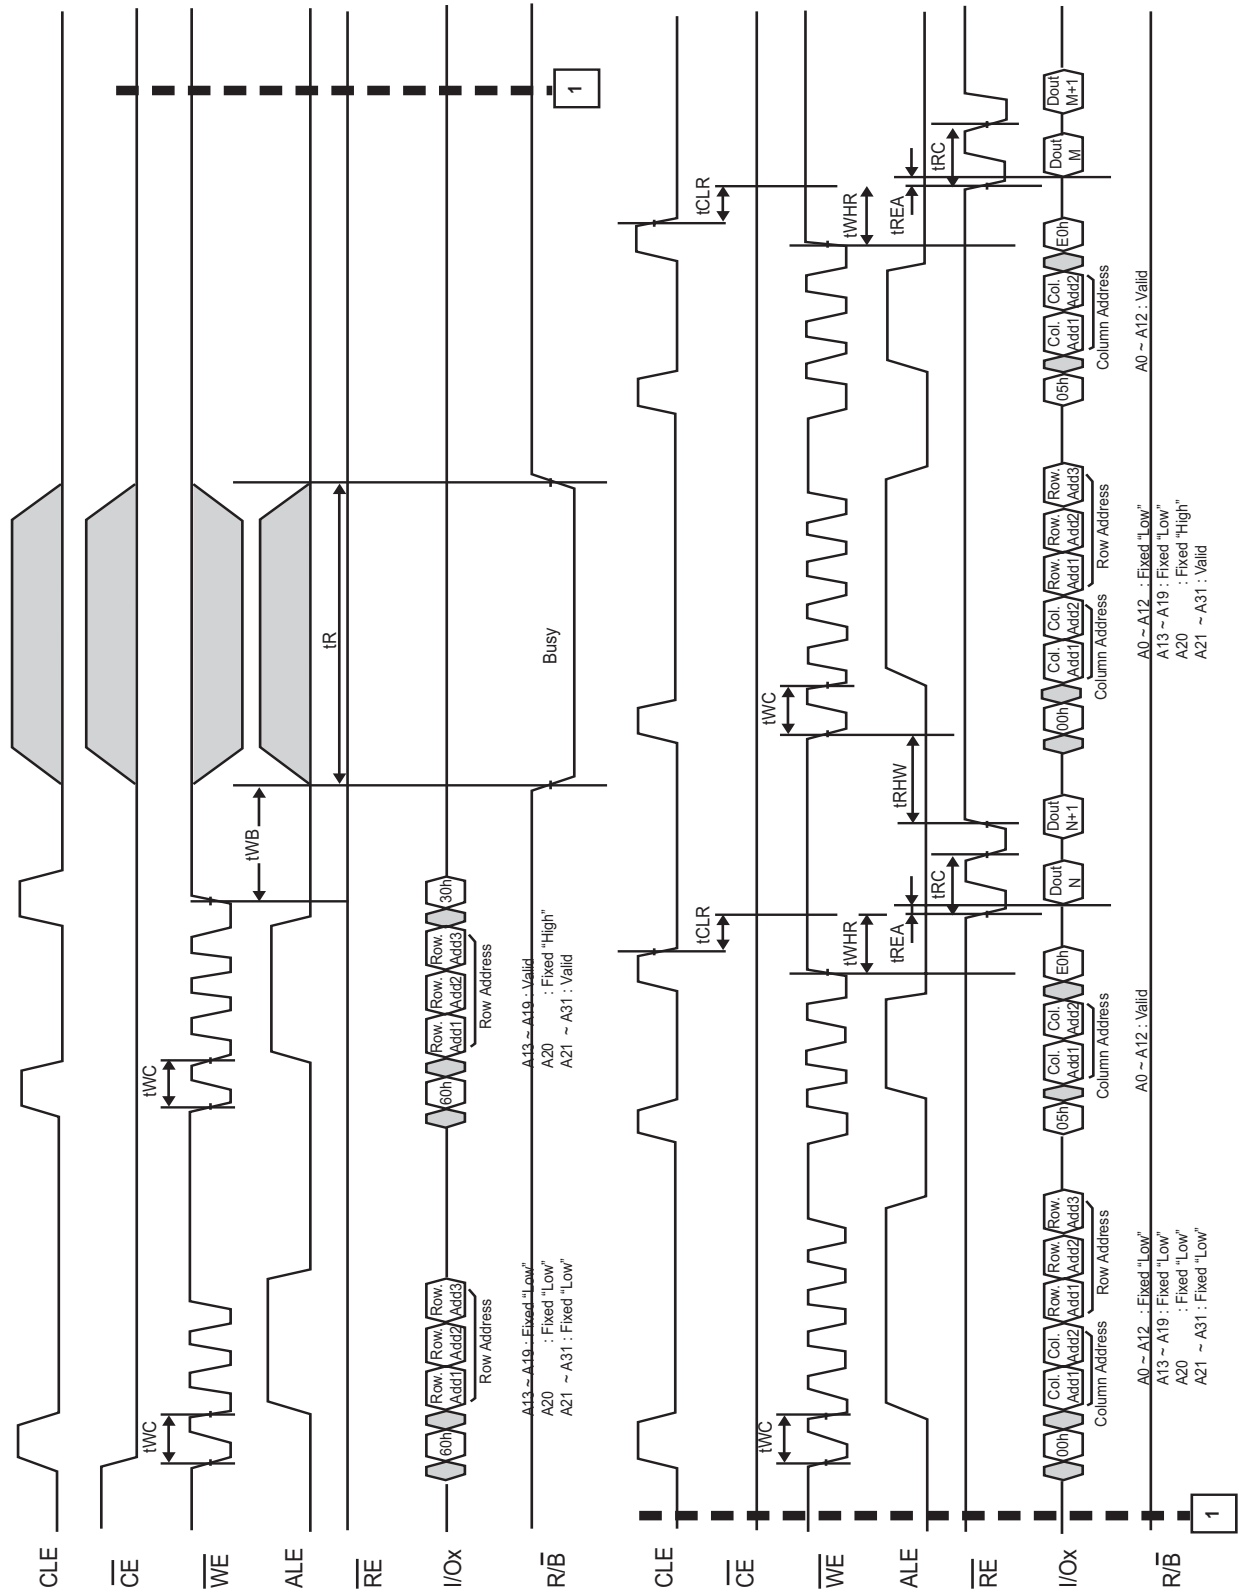 CLE
CE
WE
ALE
RE
I/Ox
R/B
tWC
tWC
tWB
tR
Busy
60h
Row. Add1
Row. Add2
Row. Add3
Row Address
60h
Row. Add1
Row. Add2
Row. Add3
Row Address
30h
A13 ~ A19 : Fixed "Low"
A20 : Fixed "Low"
A21 ~ A31 : Fixed "Low"
A13 ~ A19 : Valid
A20 : Fixed "High"
A21 ~ A31 : Valid
1
CLE
CE
WE
ALE
RE
I/Ox
R/B
1
tCLR
tCLR
tWC
tWHR
tWC
tWHR
tREA
tRHW
tREA
tRC
tRC
00h
Col. Add1
Col. Add2
Row. Add1
Row. Add2
Row. Add3
05h
Col. Add1
Col. Add2
E0h
Dout N
Dout N+1
00h
Col. Add1
Col. Add2
Row. Add1
Row. Add2
Row. Add3
05h
Col. Add1
Col. Add2
E0h
Dout M
Dout M+1
Column Address
Row Address
Column Address
Column Address
Row Address
Column Address
A0 ~ A12 : Fixed "Low"
A13 ~ A19 : Fixed "Low"
A20 : Fixed "Low"
A21 ~ A31 : Fixed "Low"
A0 ~ A12 : Valid
A0 ~ A12 : Fixed "Low"
A13 ~ A19 : Fixed "Low"
A20 : Fixed "High"
A21 ~ A31 : Valid
A0 ~ A12 : Valid